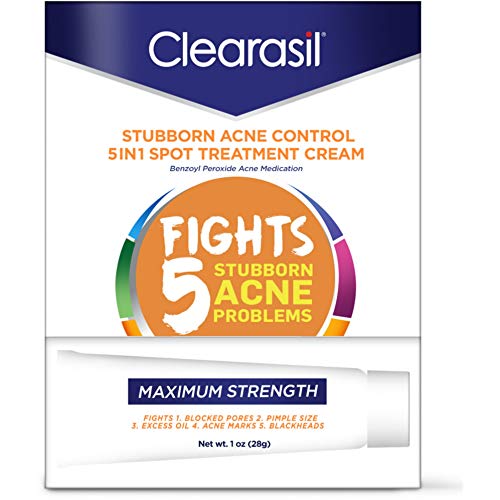 Clearasil®
STUBBORN ACNE CONTROL
5IN1 SPOT TREATMENT CREAM
Benzoyl Peroxide Acne Medication
FIGHTS
5 STUBBORN
ACNE
PROBLEMS
MAXIMUM STRENGTH
FIGHTS 1. BLOCKED PORES 2. PIMPLE SIZE
3. EXCESS OIL 4. ACNE MARKS 5. BLACKHEADS
Net wt. 1 oz (28g)